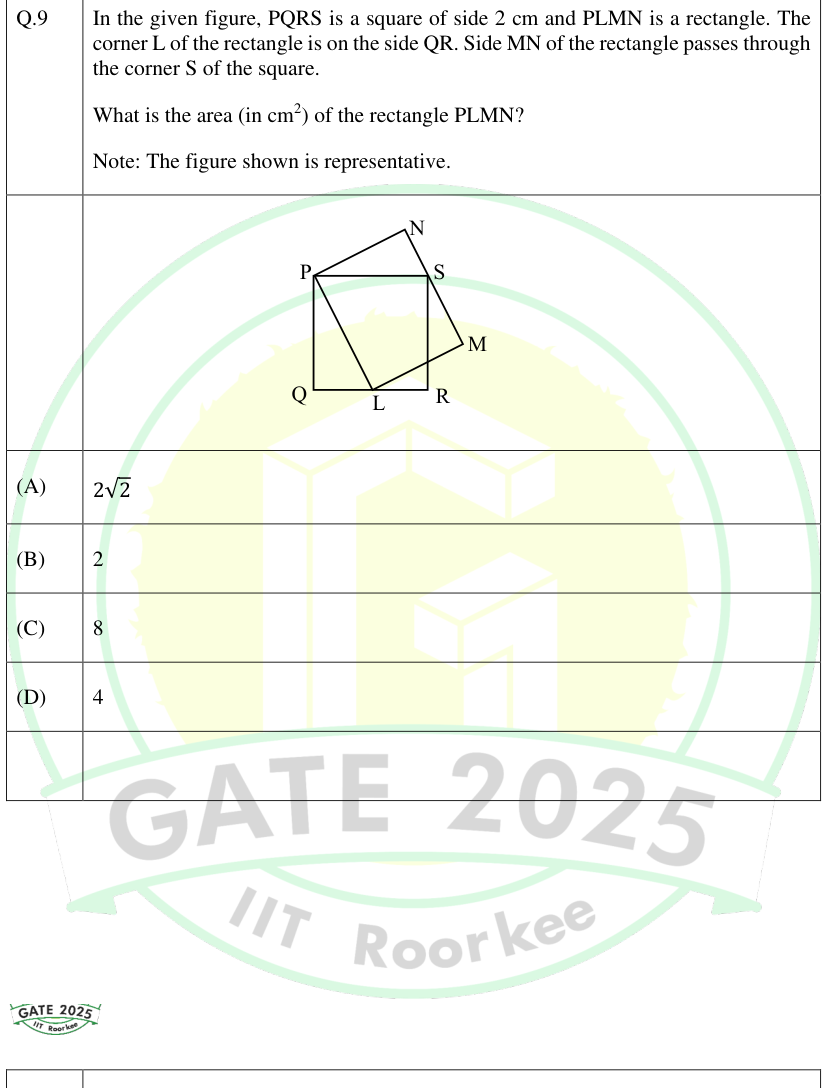 Q.9
In the given figure, PQRS is a square of side 2 cm and PLMN is a rectangle. The
corner L of the rectangle is on the side QR. Side MN of the rectangle passes through
the corner S of the square.
What is the area (in cm²) of the rectangle PLMN?
Note: The figure shown is representative.
N
P
S
M
Q
L
R
(A)
2√2
(B)
2
(C)
8
(D)
4
GATE 2025
IIT Roorkee
GATE 2025
IIT Roorkee